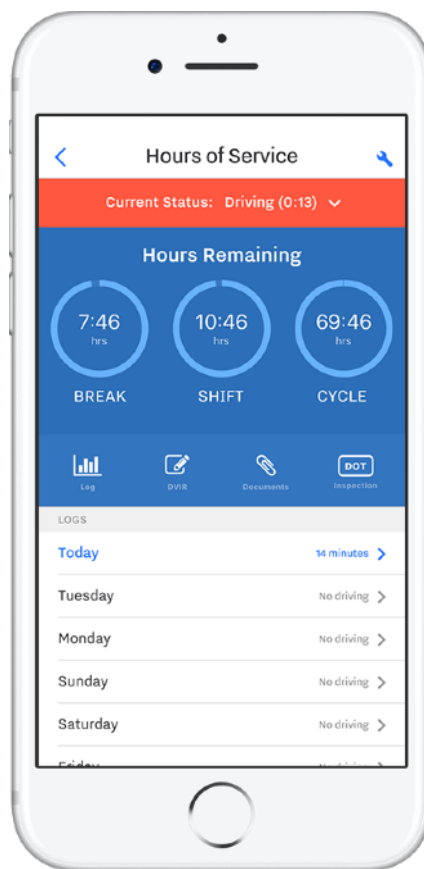 Hours of Service
Current Status: Driving (0:13)
Hours Remaining
7:46 10:46 69:46
hrs hrs hrs
BREAK SHIFT CYCLE
DOT
Log DVIR Documents Inspection
LOGS
Today 14 minutes
Tuesday No driving
Monday No driving
Sunday No driving
Saturday No driving